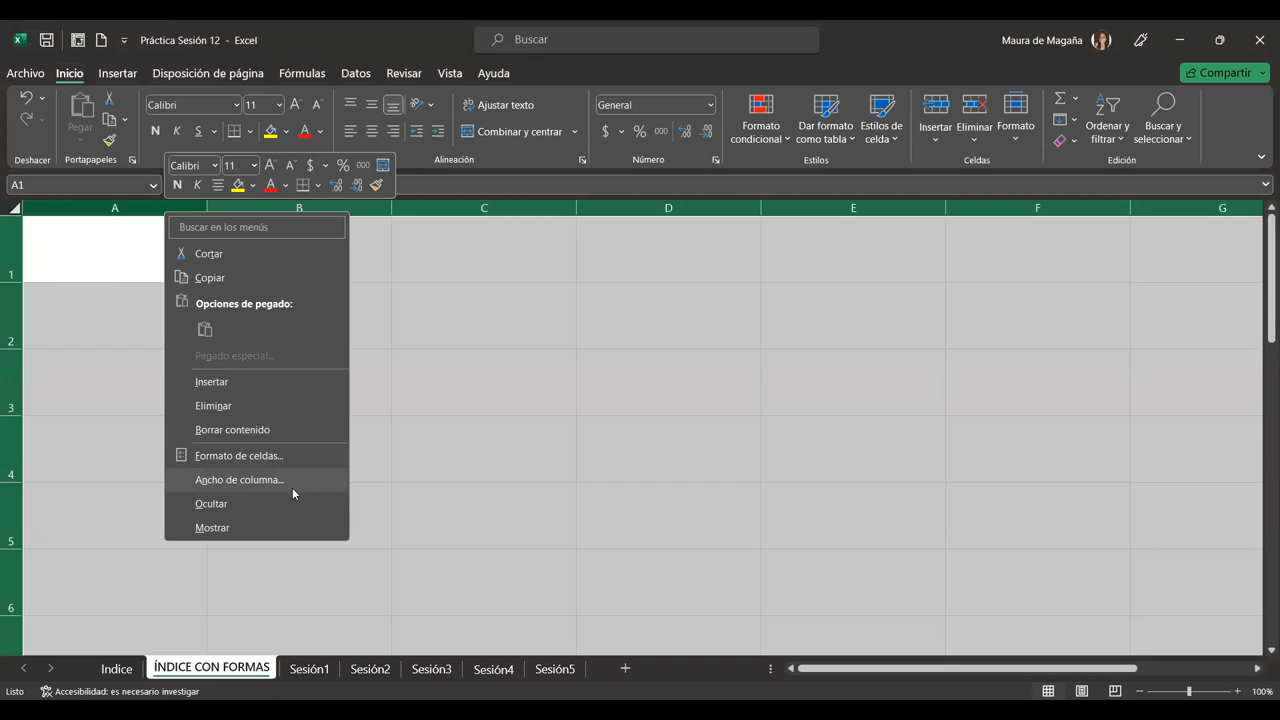 Práctica Sesión 12 - Excel
Buscar
Maura de Magaña
Archivo
Inicio
Insertar
Disposición de página
Fórmulas
Datos
Revisar
Vista
Ayuda
Compartir
Pegar
Calibri
11
N K S
Ajustar texto
Combinar y centrar
General
$ % 000
Formato
condicional
Dar formato
como tabla
Estilos de
celda
Insertar
Eliminar
Formato
Ordenar y
filtrar
Buscar y
seleccionar
Deshacer
Portapapeles
Alineación
Número
Estilos
Celdas
Edición
Calibri
11
$ % 000
N K
A1
A B C D E F G
1
2
3
4
5
6
Buscar en los menús
Cortar
Copiar
Opciones de pegado:
Pegado especial...
Insertar
Eliminar
Borrar contenido
Formato de celdas...
Ancho de columna...
Ocultar
Mostrar
Indice
ÍNDICE CON FORMAS
Sesión1
Sesión2
Sesión3
Sesión4
Sesión5
Listo
Accesibilidad: es necesario investigar
100%